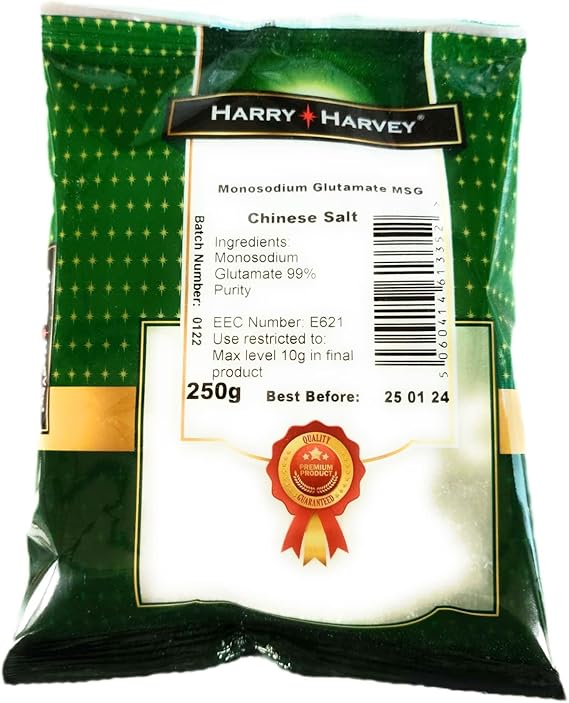 HARRY HARVEY®
Monosodium Glutamate MSG
Chinese Salt
Ingredients:
Monosodium
Glutamate 99%
Purity
EEC Number: E621
Use restricted to:
Max level 10g in final
product
250g
Best Before: 25 01 24
Batch Number: 0122
5 060414 613352 >
QUALITY
PREMIUM
PRODUCT
GUARANTEED